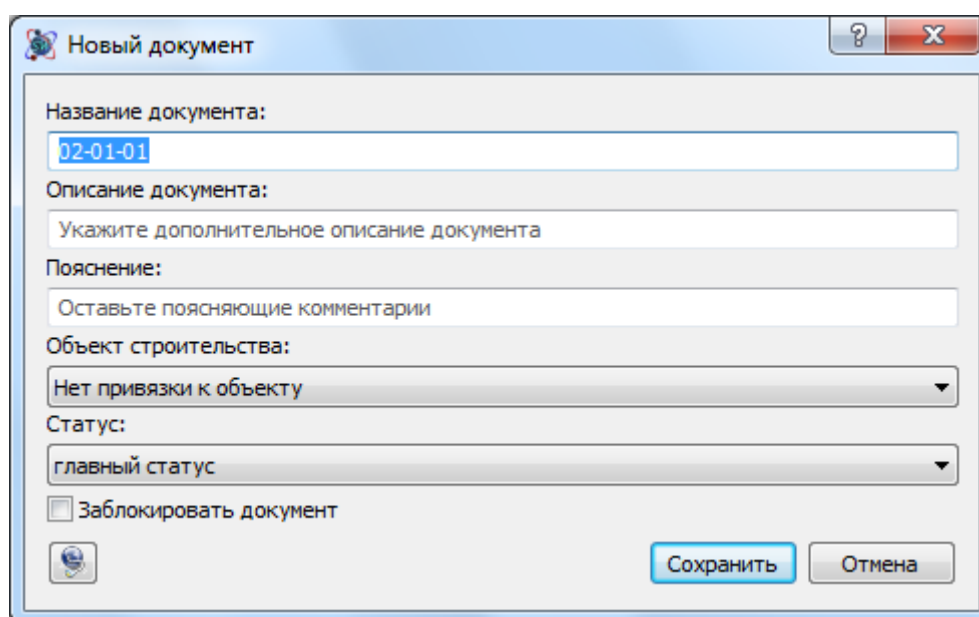 Новый документ
Название документа:
02-01-01
Описание документа:
Укажите дополнительное описание документа
Пояснение:
Оставьте поясняющие комментарии
Объект строительства:
Нет привязки к объекту
Статус:
главный статус
Заблокировать документ
Сохранить Отмена